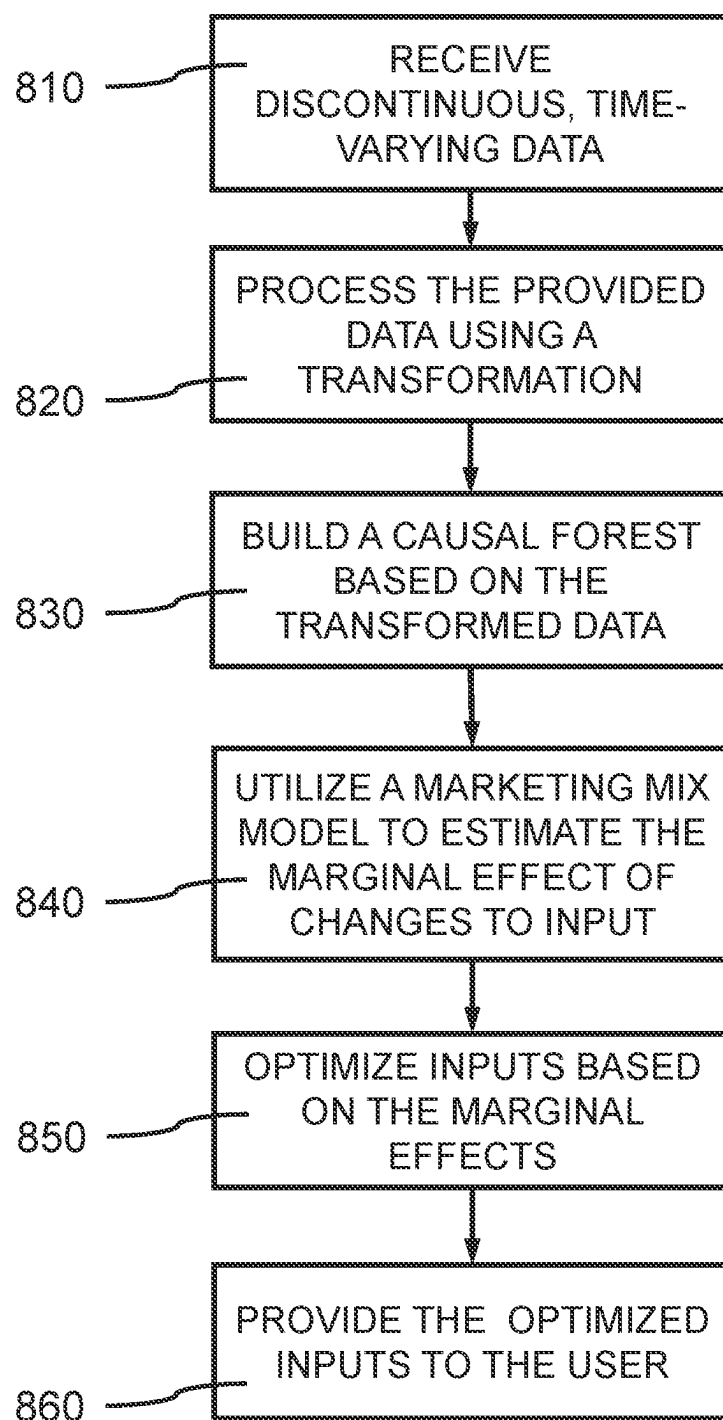 810
RECEIVE
DISCONTINUOUS, TIME-
VARYING DATA
820
PROCESS THE PROVIDED
DATA USING A
TRANSFORMATION
830
BUILD A CAUSAL FOREST
BASED ON THE
TRANSFORMED DATA
840
UTILIZE A MARKETING MIX
MODEL TO ESTIMATE THE
MARGINAL EFFECT OF
CHANGES TO INPUT
850
OPTIMIZE INPUTS BASED
ON THE MARGINAL
EFFECTS
860
PROVIDE THE OPTIMIZED
INPUTS TO THE USER